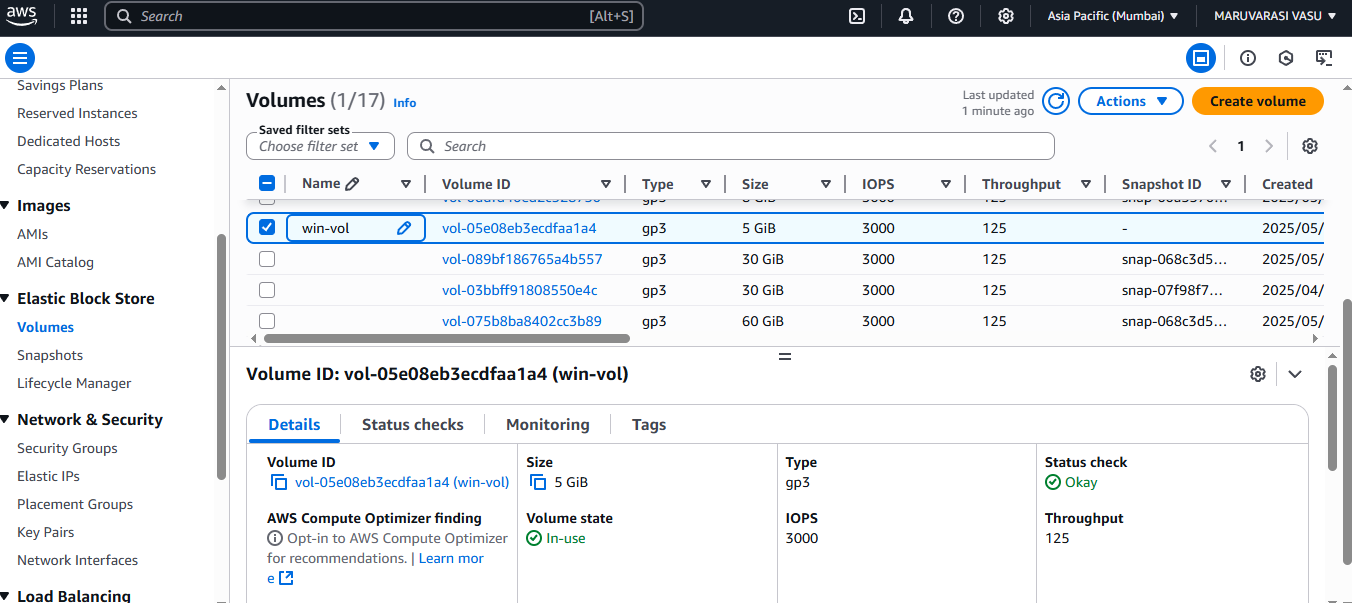 aws
Search [Alt+S]
Asia Pacific (Mumbai) MARUVARASI VASU
Savings Plans
Reserved Instances
Dedicated Hosts
Capacity Reservations
Images
AMIs
AMI Catalog
Elastic Block Store
Volumes
Snapshots
Lifecycle Manager
Network & Security
Security Groups
Elastic IPs
Placement Groups
Key Pairs
Network Interfaces
Load Balancing
Volumes (1/17) Info
Last updated
1 minute ago
Actions
Create volume
Saved filter sets
Choose filter set
Search
1
Name Volume ID Type Size IOPS Throughput Snapshot ID Created
win-vol vol-05e08eb3ecdfaa1a4 gp3 5 GiB 3000 125 - 2025/05/
vol-089bf186765a4b557 gp3 30 GiB 3000 125 snap-068c3d5... 2025/05/
vol-03bbff91808550e4c gp3 30 GiB 3000 125 snap-07f98f7... 2025/04/
vol-075b8ba8402cc3b89 gp3 60 GiB 3000 125 snap-068c3d5... 2025/05/
Volume ID: vol-05e08eb3ecdfaa1a4 (win-vol)
Details Status checks Monitoring Tags
Volume ID
vol-05e08eb3ecdfaa1a4 (win-vol)
Size
5 GiB
Type
gp3
Status check
Okay
AWS Compute Optimizer finding
Opt-in to AWS Compute Optimizer
for recommendations. | Learn mor
e
Volume state
In-use
IOPS
3000
Throughput
125